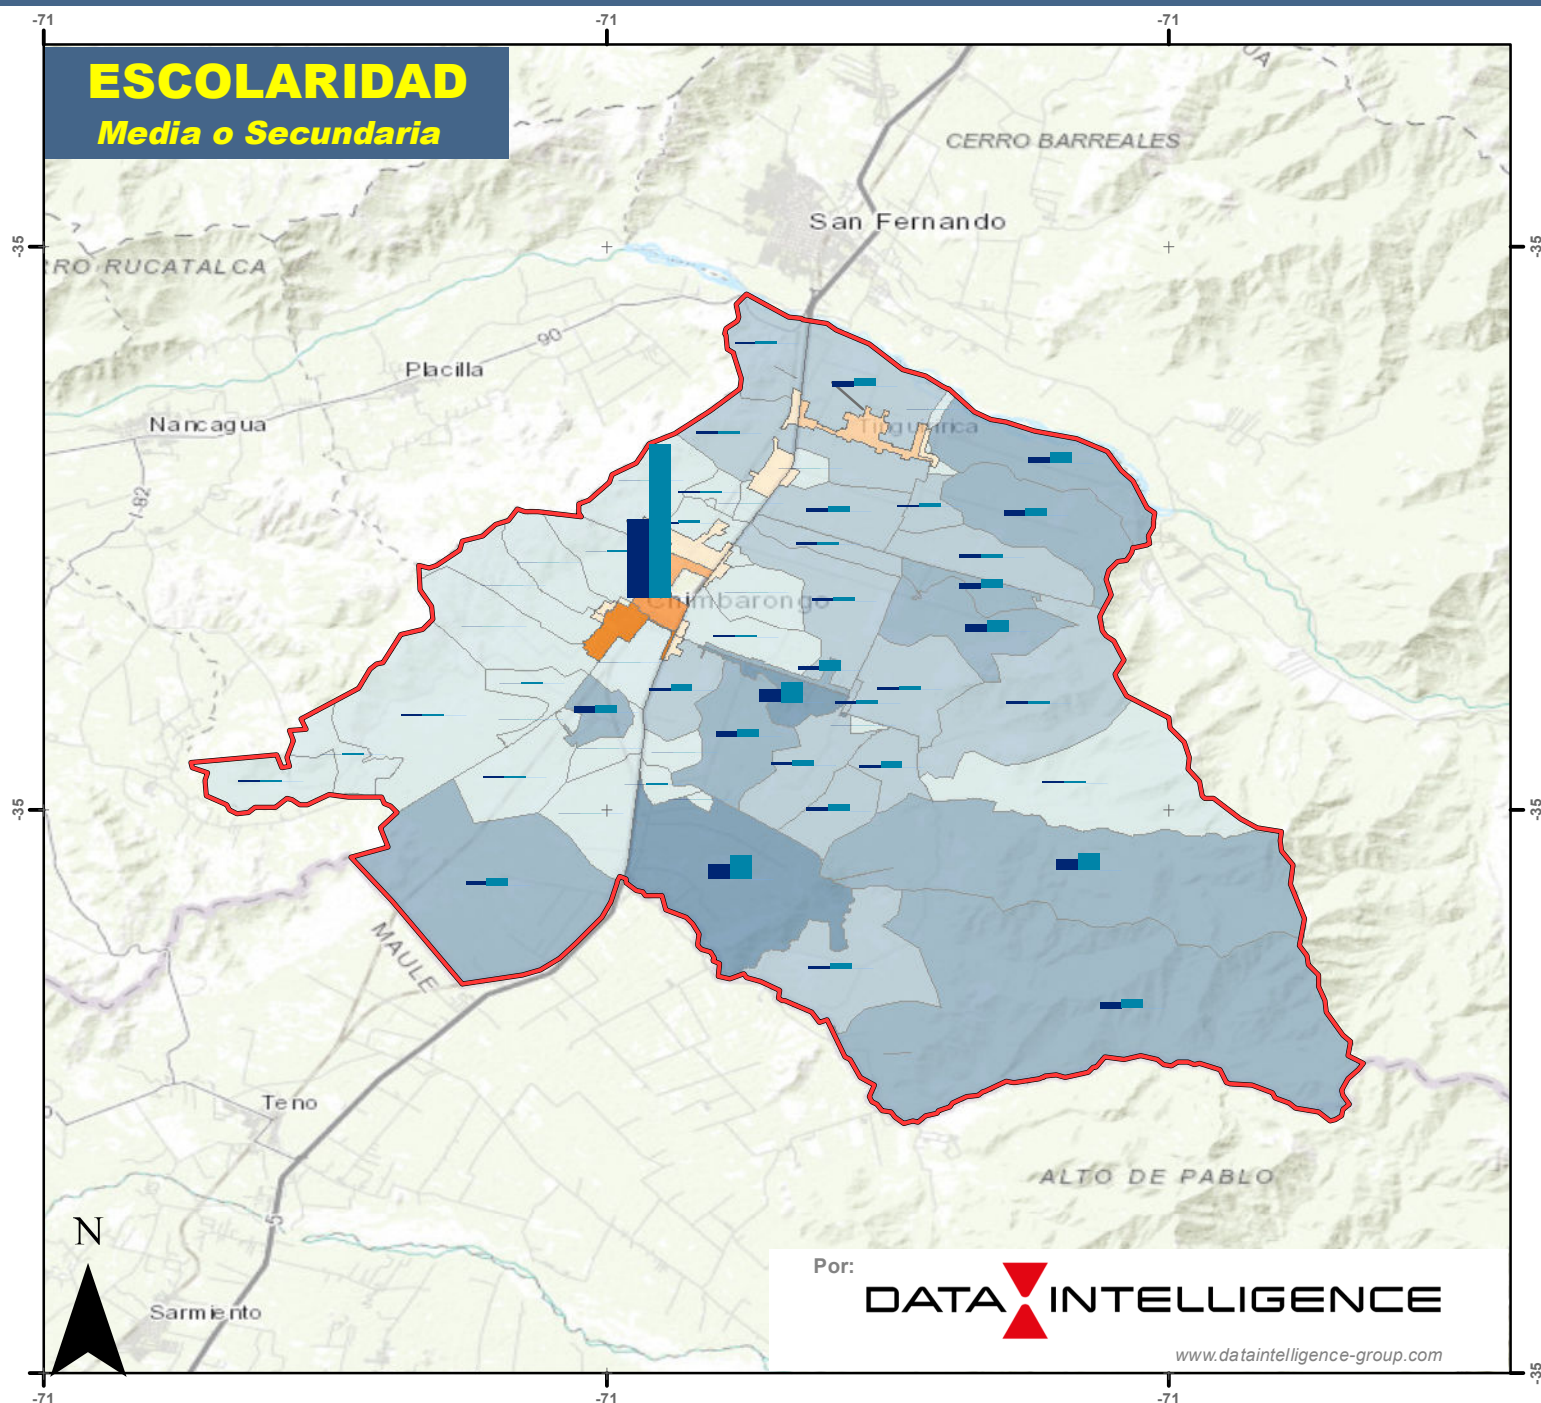 -71
-71
-71
ESCOLARIDAD
Media o Secundaria
CERRO BARREALES
San Fernando
-35
-35
RO RUCATALCA
90
Placilla
Nancagua
Tinguiririca
I-82
Chimbarongo
-35
-35
MAULE
Teno
ALTO DE PABLO
5
N
Sarmiento
Por:
DATA INTELLIGENCE
www.dataintelligence-group.com
-35
-35
-71
-71
-71